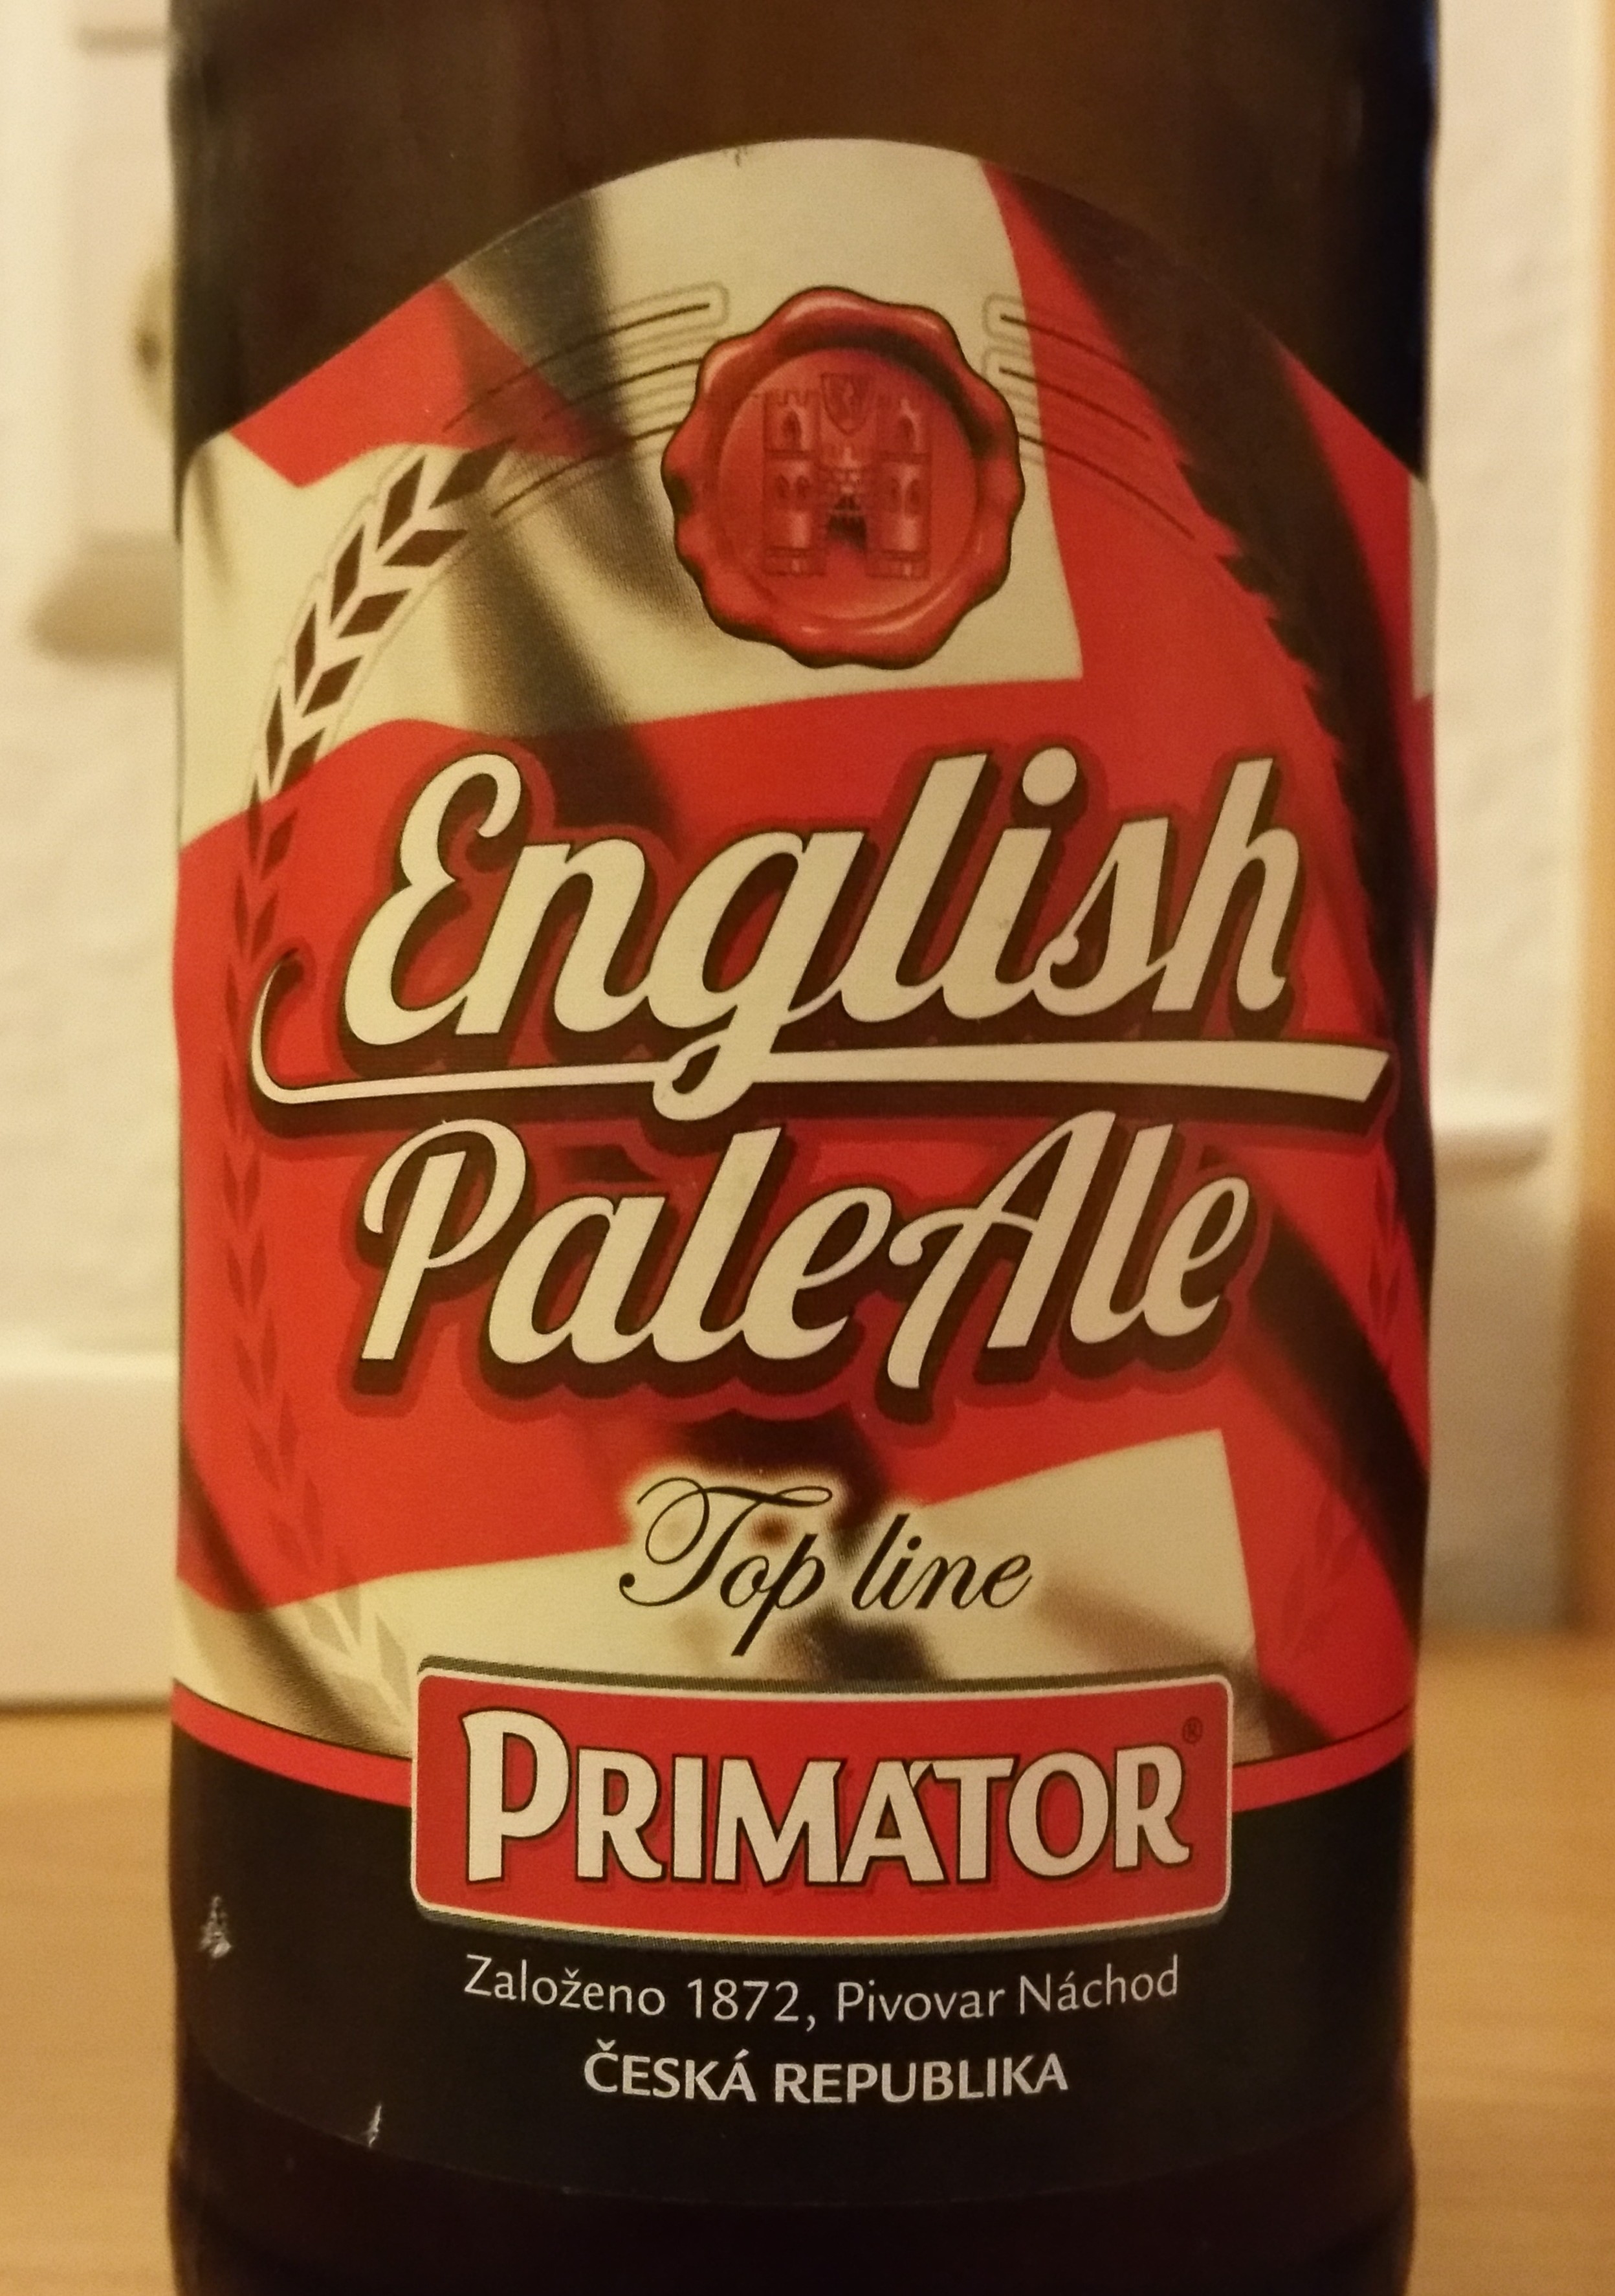 English
Pale Ale
Top line
PRIMÁTOR®
Založeno 1872, Pivovar Náchod
ČESKÁ REPUBLIKA